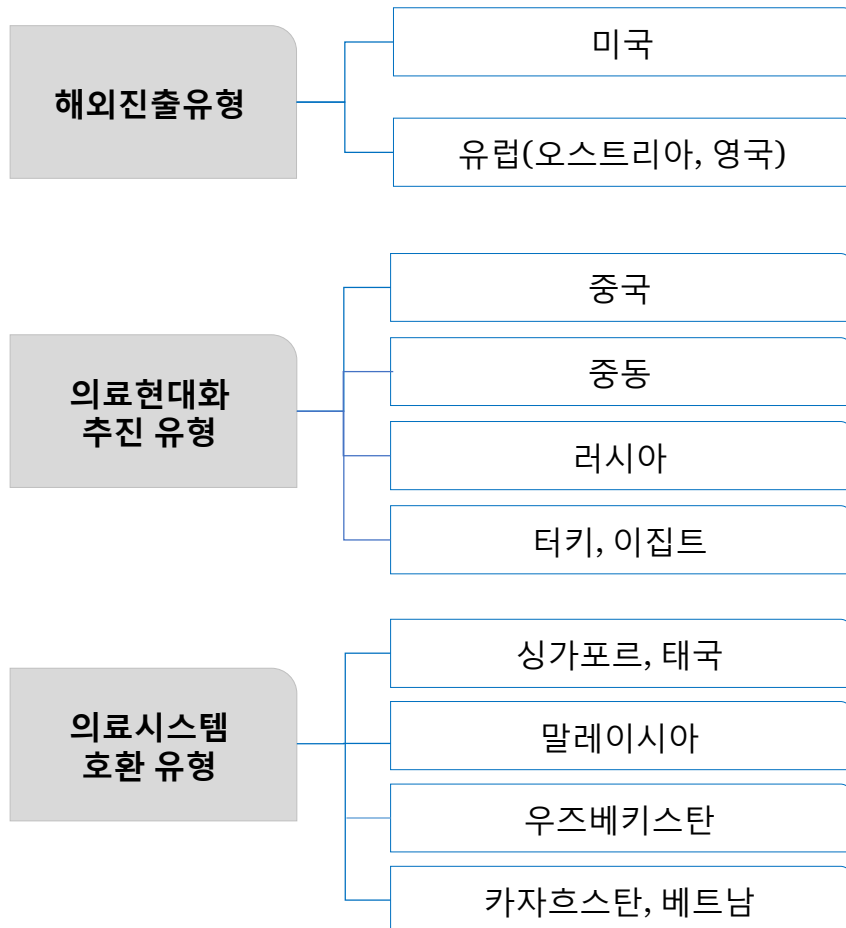 해외진출유형
미국
유럽(오스트리아, 영국)
의료현대화
추진 유형
중국
중동
러시아
터키, 이집트
의료시스템
호환 유형
싱가포르, 태국
말레이시아
우즈베키스탄
카자흐스탄, 베트남